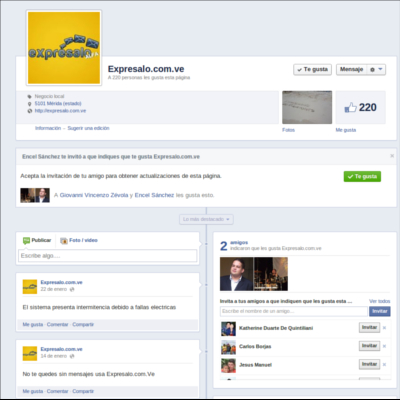 expresalo
Expresalo.com.ve
A 220 personas les gusta esta página
Te gusta
Mensaje
Negocio local
5101 Mérida (estado)
http://expresalo.com.ve
220
Información - Sugerir una edición
Fotos
Me gusta
Encel Sánchez te invitó a que indiques que te gusta Expresalo.com.ve
Acepta la invitación de tu amigo para obtener actualizaciones de esta página.
Te gusta
A Giovanni Vincenzo Zévola y Encel Sánchez les gusta esto.
Lo más destacado
Publicar
Foto / video
Escribe algo ...
2 amigos
indicaron que les gusta Expresalo.com.ve
Expresalo.com.ve
22 de enero
El sistema presenta intermitencia debido a fallas electricas
Me gusta · Comentar · Compartir
Invita a tus amigos a que indiquen que les gusta esta ...
Ver todos
Escribe el nombre de un amigo...
Invitar
Katherine Duarte De Quintiliani
Invitar
Carlos Borjas
Invitar
Jesus Manuel
Invitar
Expresalo.com.ve
14 de enero
No te quedes sin mensajes usa Expresalo.com.Ve
Me gusta · Comentar · Compartir